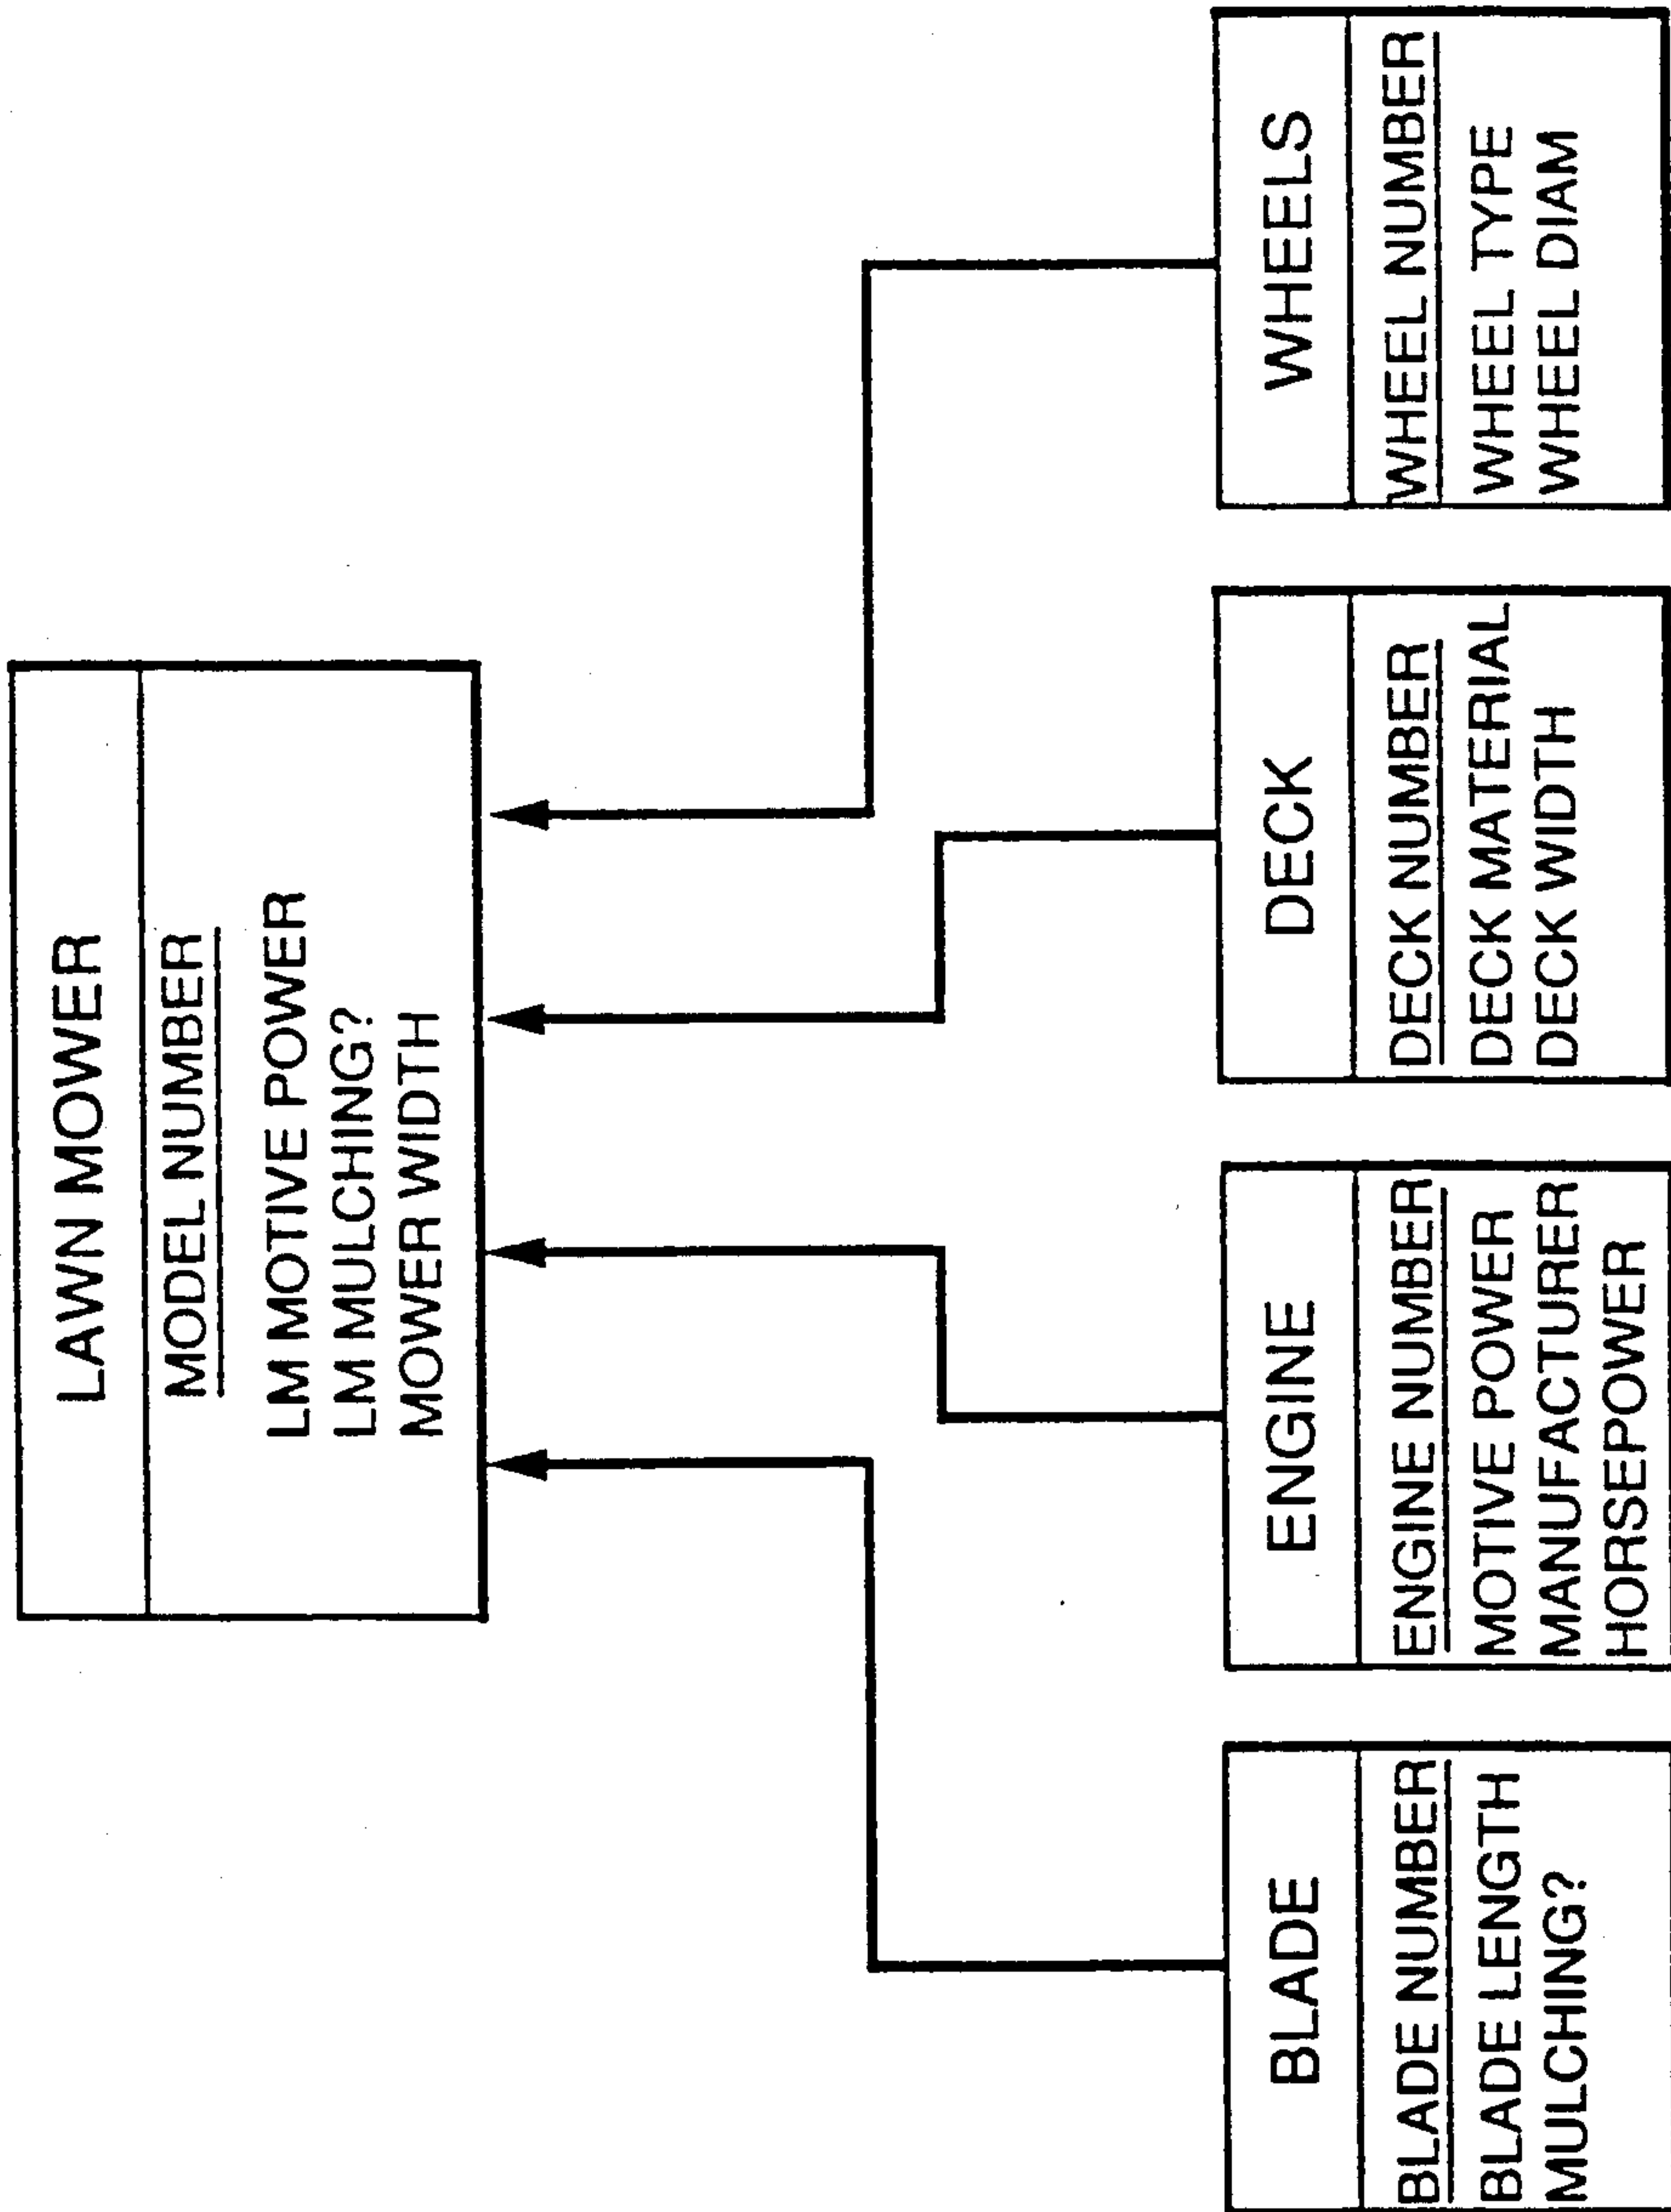 LAWN MOWER
MODEL NUMBER
LM MOTIVE POWER
LM MULCHING?
MOWER WIDTH
BLADE
BLADE NUMBER
BLADE LENGTH
MULCHING?
ENGINE
ENGINE NUMBER
MOTIVE POWER
MANUFACTURER
HORSEPOWER
DECK
DECK NUMBER
DECK MATERIAL
DECK WIDTH
WHEELS
WHEEL NUMBER
WHEEL TYPE
WHEEL DIAM